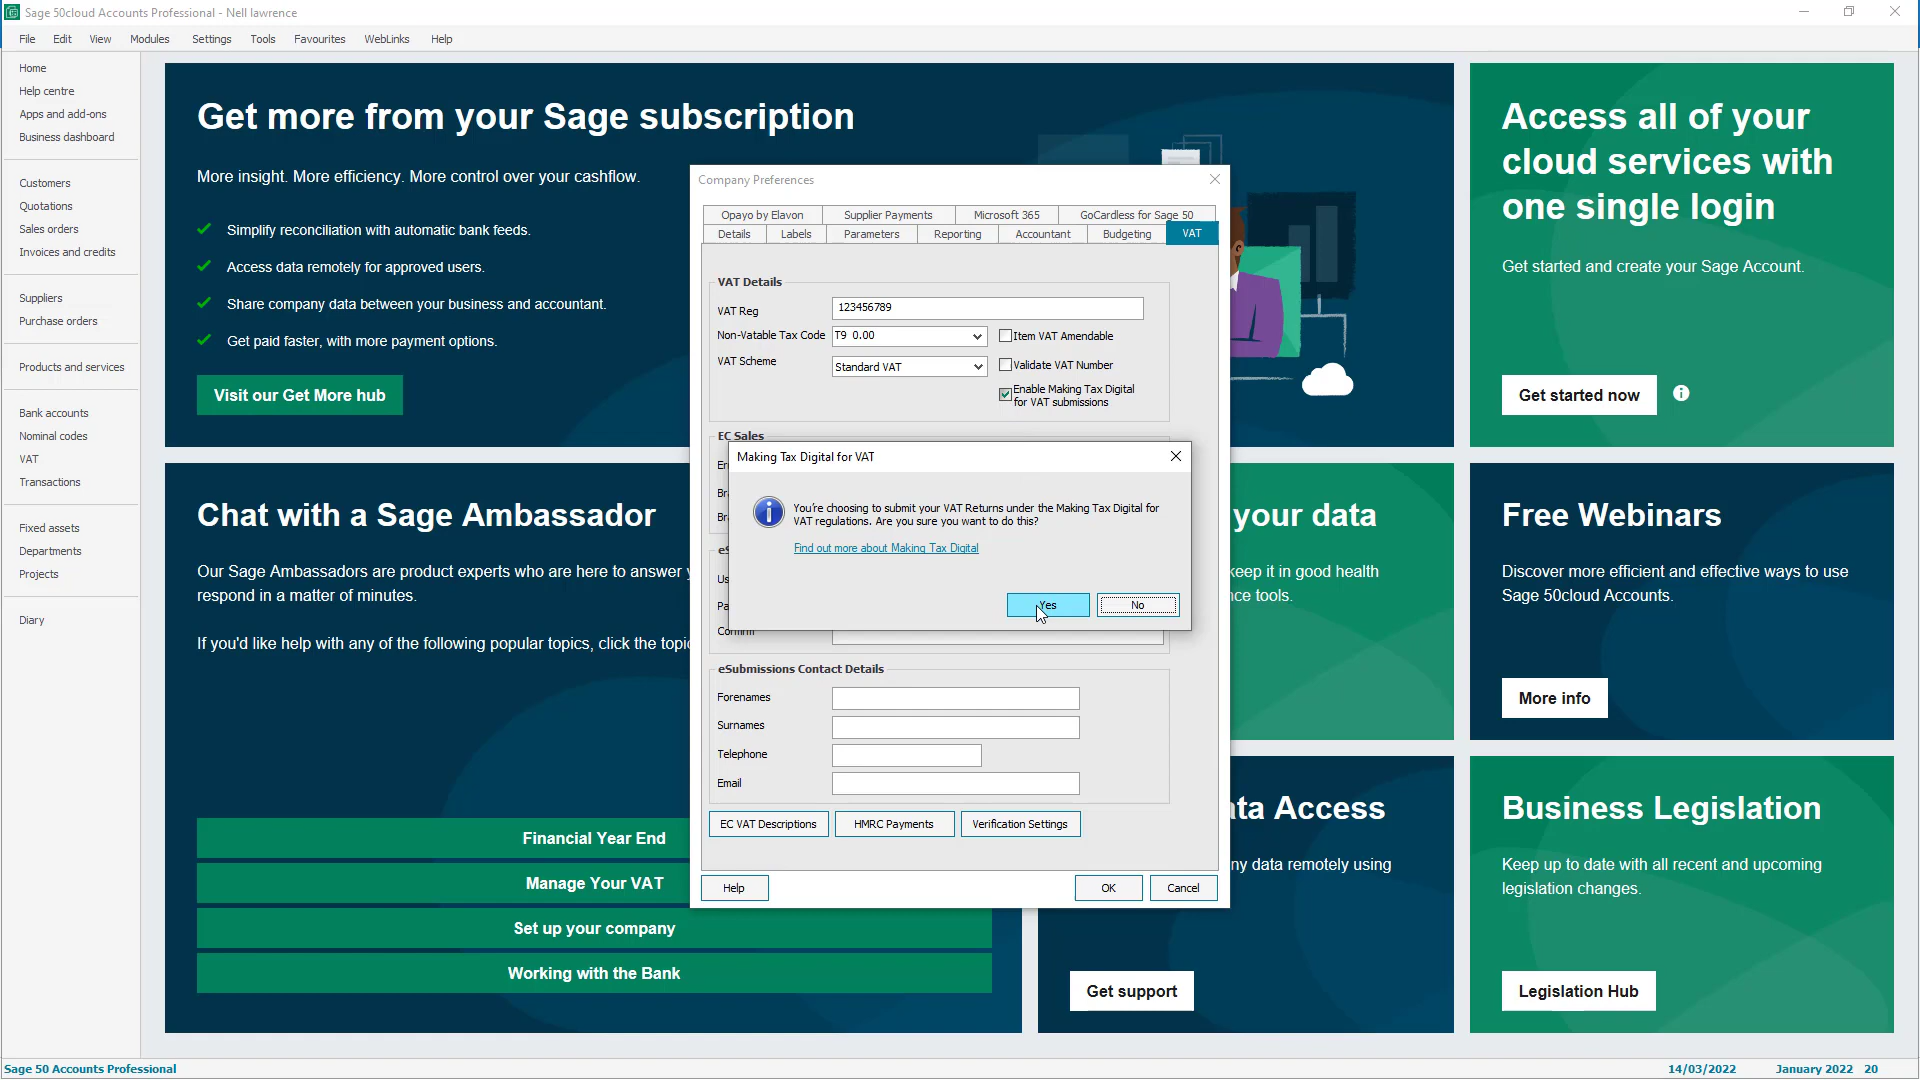 Sage 50cloud Accounts Professional - Nell lawrence
File Edit View Modules Settings Tools Favourites WebLinks Help
Home
Help centre
Apps and add-ons
Business dashboard
Customers
Quotations
Sales orders
Invoices and credits
Suppliers
Purchase orders
Products and services
Bank accounts
Nominal codes
VAT
Transactions
Fixed assets
Departments
Projects
Diary
Get more from your Sage subscription
More insight. More efficiency. More control over your cashflow.
Simplify reconciliation with automatic bank feeds.
Access data remotely for approved users.
Share company data between your business and accountant.
Get paid faster, with more payment options.
Visit our Get More hub
Access all of your
cloud services with
one single login
Get started and create your Sage Account.
Get started now
Chat with a Sage Ambassador
Our Sage Ambassadors are product experts who are here to answer
respond in a matter of minutes.
If you'd like help with any of the following popular topics, click the
Financial Year End
Manage Your VAT
Set up your company
Working with the Bank
Company Preferences
Opayo by Elavon Supplier Payments Microsoft 365 GoCardless for Sage 50
Details Labels Parameters Reporting Accountant Budgeting VAT
VAT Details
VAT Reg 123456789
Non-Vatable Tax Code T9 0.00 Item VAT Amendable
VAT Scheme Standard VAT Validate VAT Number
Enable Making Tax Digital
for VAT submissions
EC Sales
Making Tax Digital for VAT
You're choosing to submit your VAT Returns under the Making Tax Digital for
VAT regulations. Are you sure you want to do this?
Find out more about Making Tax Digital
Yes No
Confirm
eSubmissions Contact Details
Forenames
Surnames
Telephone
Email
EC VAT Descriptions HMRC Payments Verification Settings
Help OK Cancel
your data
keep it in good health
tools.
Access
data remotely using
Get support
Free Webinars
Discover more efficient and effective ways to use
Sage 50cloud Accounts.
More info
Business Legislation
Keep up to date with all recent and upcoming
legislation changes.
Legislation Hub
Sage 50 Accounts Professional 14/03/2022 January 2022 20